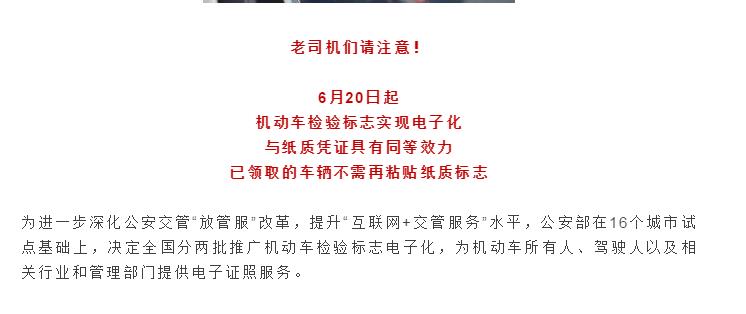 老司机们请注意！
6月20日起
机动车检验标志实现电子化
与纸质凭证具有同等效力
已领取的车辆不需再粘贴纸质标志
为进一步深化公安交管“放管服”改革，提升“互联网+交管服务”水平，公安部在16个城市试
点基础上，决定全国分两批推广机动车检验标志电子化，为机动车所有人、驾驶人以及相
关行业和管理部门提供电子证照服务。